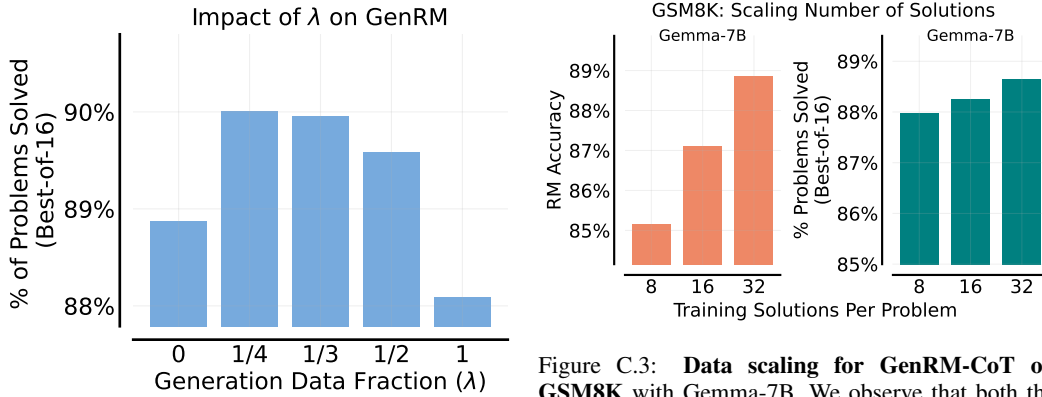 Impact of λ on GenRM
% of Problems Solved
(Best-of-16)
90%
89%
88%
0 1/4 1/3 1/2 1
Generation Data Fraction (λ)
GSM8K: Scaling Number of Solutions
Gemma-7B
RM Accuracy
89%
88%
87%
86%
85%
8 16 32
Gemma-7B
% Problems Solved
(Best-of-16)
89%
88%
87%
86%
85%
8 16 32
Training Solutions Per Problem
Figure C.3: Data scaling for GenRM-CoT o
GSM8K with Gemma-7B. We observe that both th